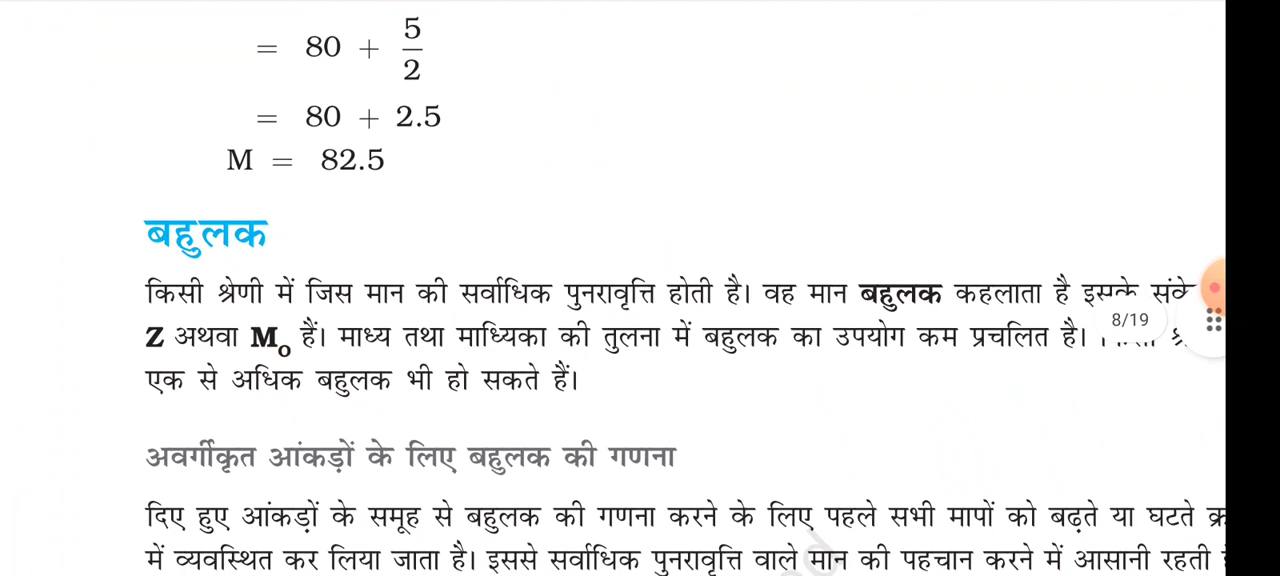 = 80 + 5/2
= 80 + 2.5
M = 82.5
बहुलक
किसी श्रेणी में जिस मान की सर्वाधिक पुनरावृत्ति होती है। वह मान बहुलक कहलाता है इसके
8/19
Z अथवा Mo हैं। माध्य तथा माध्यिका की तुलना में बहुलक का उपयोग कम प्रचलित है।
एक से अधिक बहुलक भी हो सकते हैं।
अवर्गीकृत आंकड़ों के लिए बहुलक की गणना
दिए हुए आंकड़ों के समूह से बहुलक की गणना करने के लिए पहले सभी मापों को बढ़ते या घटते
में व्यवस्थित कर लिया जाता है। इससे सर्वाधिक पुनरावृत्ति वाले मान की पहचान करने में आसानी रहती